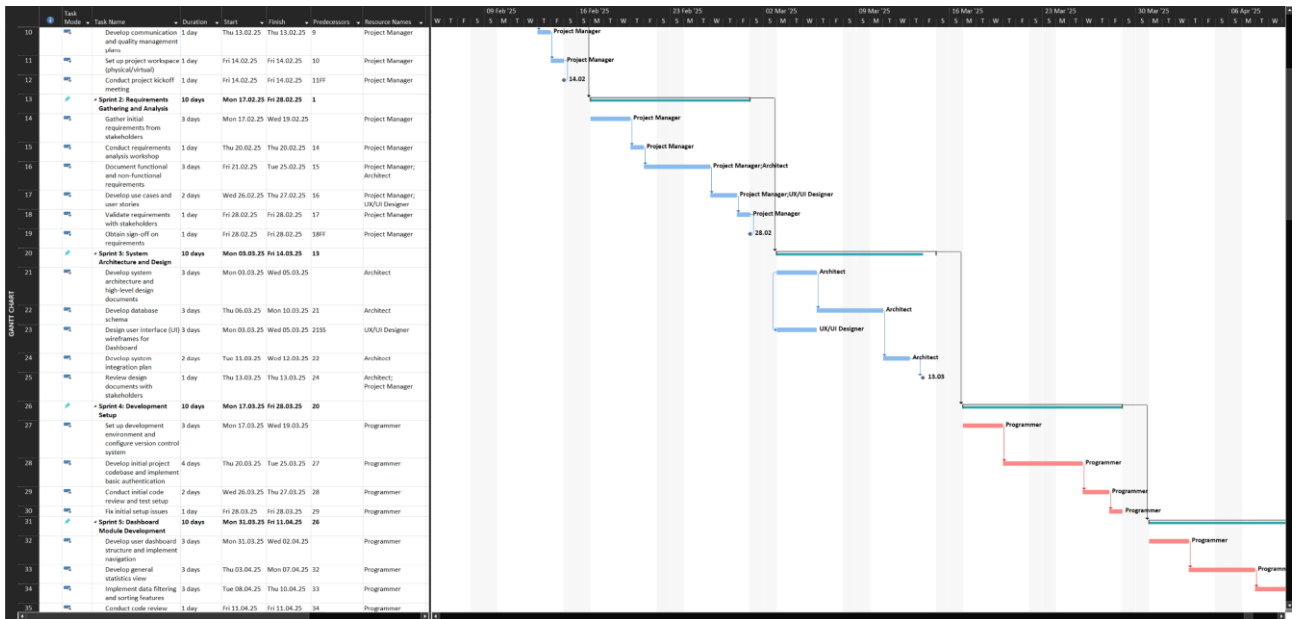 Task
Mode Task Name Duration Start Finish Predecessors Resource Names
09 Feb '25 16 Feb '25 23 Feb '25 02 Mar '25 09 Mar '25 16 Mar '25 23 Mar '25 30 Mar '25 06 Apr '25
W T F S S M T W T F S S M T W T F S S M T W T F S S M T W T F S S M T W T F S S M T W T F S S M T W T F S S M T W T F S S M T W
GANTT CHART
10 Develop communication 1 day Thu 13.02.25 Thu 13.02.25 9 Project Manager
and quality management
plans
Project Manager
11 Set up project workspace 1 day Fri 14.02.25 Fri 14.02.25 10 Project Manager
(physical/virtual)
Project Manager
12 Conduct project kickoff 1 day Fri 14.02.25 Fri 14.02.25 11FF Project Manager
meeting
14.02
13 Sprint 2: Requirements 10 days Mon 17.02.25 Fri 28.02.25 1
Gathering and Analysis
14 Gather initial 3 days Mon 17.02.25 Wed 19.02.25 Project Manager
requirements from
stakeholders
Project Manager
15 Conduct requirements 1 day Thu 20.02.25 Thu 20.02.25 14 Project Manager
analysis workshop
Project Manager
16 Document functional 3 days Fri 21.02.25 Tue 25.02.25 15 Project Manager;
and non-functional Architect
requirements
Project Manager;Architect
17 Develop use cases and 2 days Wed 26.02.25 Thu 27.02.25 16 Project Manager;
user stories UX/UI Designer
Project Manager;UX/UI Designer
18 Validate requirements 1 day Fri 28.02.25 Fri 28.02.25 17 Project Manager
with stakeholders
Project Manager
19 Obtain sign-off on 1 day Fri 28.02.25 Fri 28.02.25 18FF Project Manager
requirements
28.02
20 Sprint 3: System 10 days Mon 03.03.25 Fri 14.03.25 13
Architecture and Design
21 Develop system 3 days Mon 03.03.25 Wed 05.03.25 Architect
architecture and
high-level design
documents
Architect
22 Develop database 3 days Thu 06.03.25 Mon 10.03.25 21 Architect
schema
Architect
23 Design user interface (UI) 3 days Mon 03.03.25 Wed 05.03.25 21SS UX/UI Designer
wireframes for
Dashboard
UX/UI Designer
24 Develop system 2 days Tue 11.03.25 Wed 12.03.25 22 Architect
integration plan
Architect
25 Review design 1 day Thu 13.03.25 Thu 13.03.25 24 Architect;
documents with Project Manager
stakeholders
13.03
26 Sprint 4: Development 10 days Mon 17.03.25 Fri 28.03.25 20
Setup
27 Set up development 3 days Mon 17.03.25 Wed 19.03.25 Programmer
environment and
configure version control
system
Programmer
28 Develop initial project 4 days Thu 20.03.25 Tue 25.03.25 27 Programmer
codebase and implement
basic authentication
Programmer
29 Conduct initial code 2 days Wed 26.03.25 Thu 27.03.25 28 Programmer
review and test setup
Programmer
30 Fix initial setup issues 1 day Fri 28.03.25 Fri 28.03.25 29 Programmer
Programmer
31 Sprint 5: Dashboard 10 days Mon 31.03.25 Fri 11.04.25 26
Module Development
32 Develop user dashboard 3 days Mon 31.03.25 Wed 02.04.25 Programmer
structure and implement
navigation
Programmer
33 Develop general 3 days Thu 03.04.25 Mon 07.04.25 32 Programmer
statistics view
Programm
34 Implement data filtering 3 days Tue 08.04.25 Thu 10.04.25 33 Programmer
and sorting features
35 Conduct code review 1 day Fri 11.04.25 Fri 11.04.25 34 Programmer